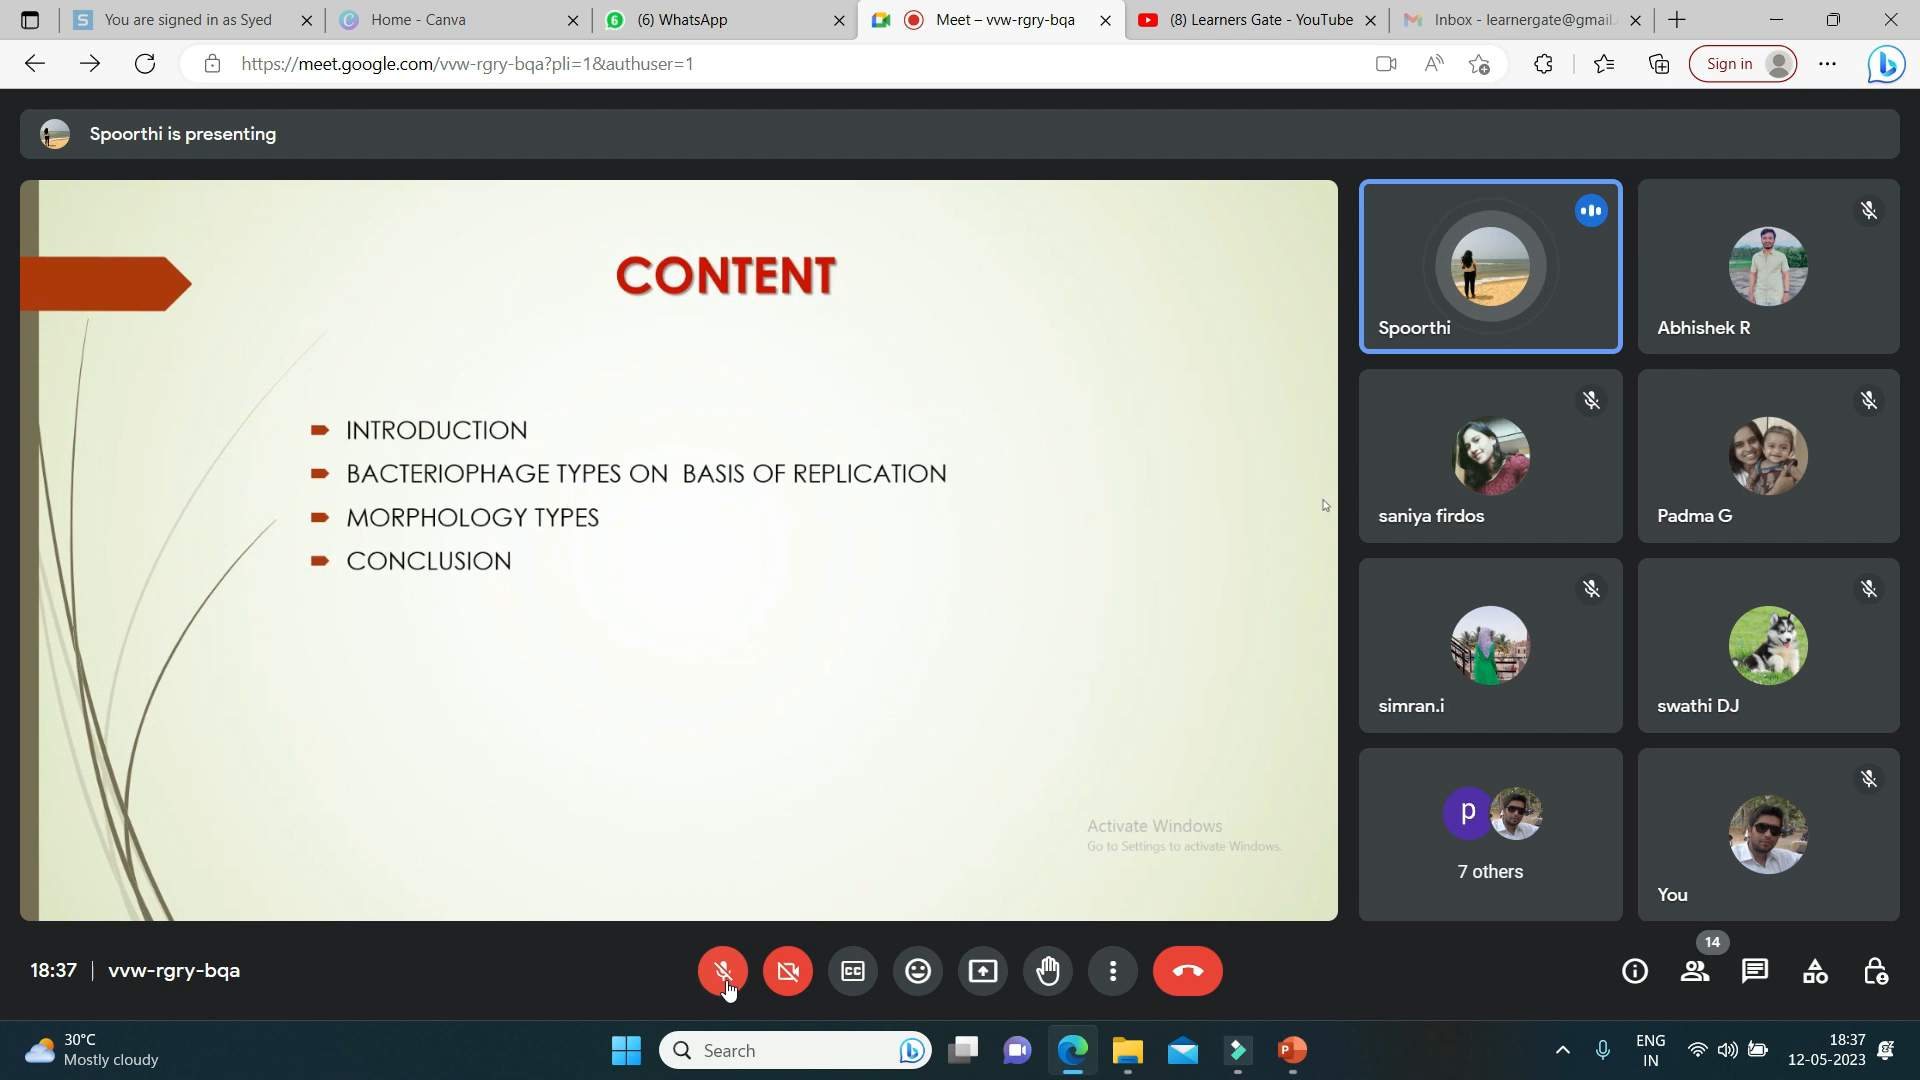 You are signed in as Syed
Home - Canva
(6) WhatsApp
Meet – vvw-rgry-bqa
(8) Learners Gate - YouTube
Inbox - learnergate@gmail.
https://meet.google.com/vvw-rgry-bqa?pli=1&authuser=1
Sign in
Spoorthi is presenting
CONTENT
INTRODUCTION
BACTERIOPHAGE TYPES ON BASIS OF REPLICATION
MORPHOLOGY TYPES
CONCLUSION
Activate Windows
Go to Settings to activate Windows.
Spoorthi
Abhishek R
saniya firdos
Padma G
simran.i
swathi DJ
p
7 others
You
18:37 | vvw-rgry-bqa
14
30°C
Mostly cloudy
Search
ENG
IN
18:37
12-05-2023